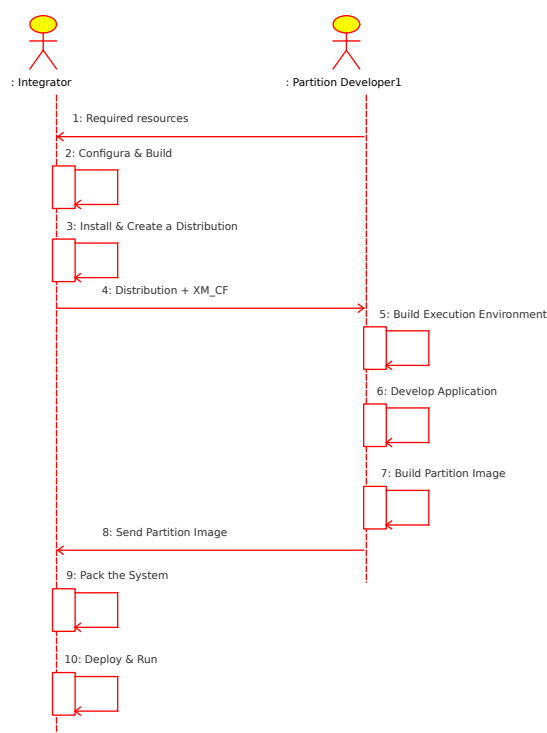 : Integrator
: Partition Developer1
1: Required resources
2: Configura & Build
3: Install & Create a Distribution
4: Distribution + XM_CF
5: Build Execution Environment
6: Develop Application
7: Build Partition Image
8: Send Partition Image
9: Pack the System
10: Deploy & Run